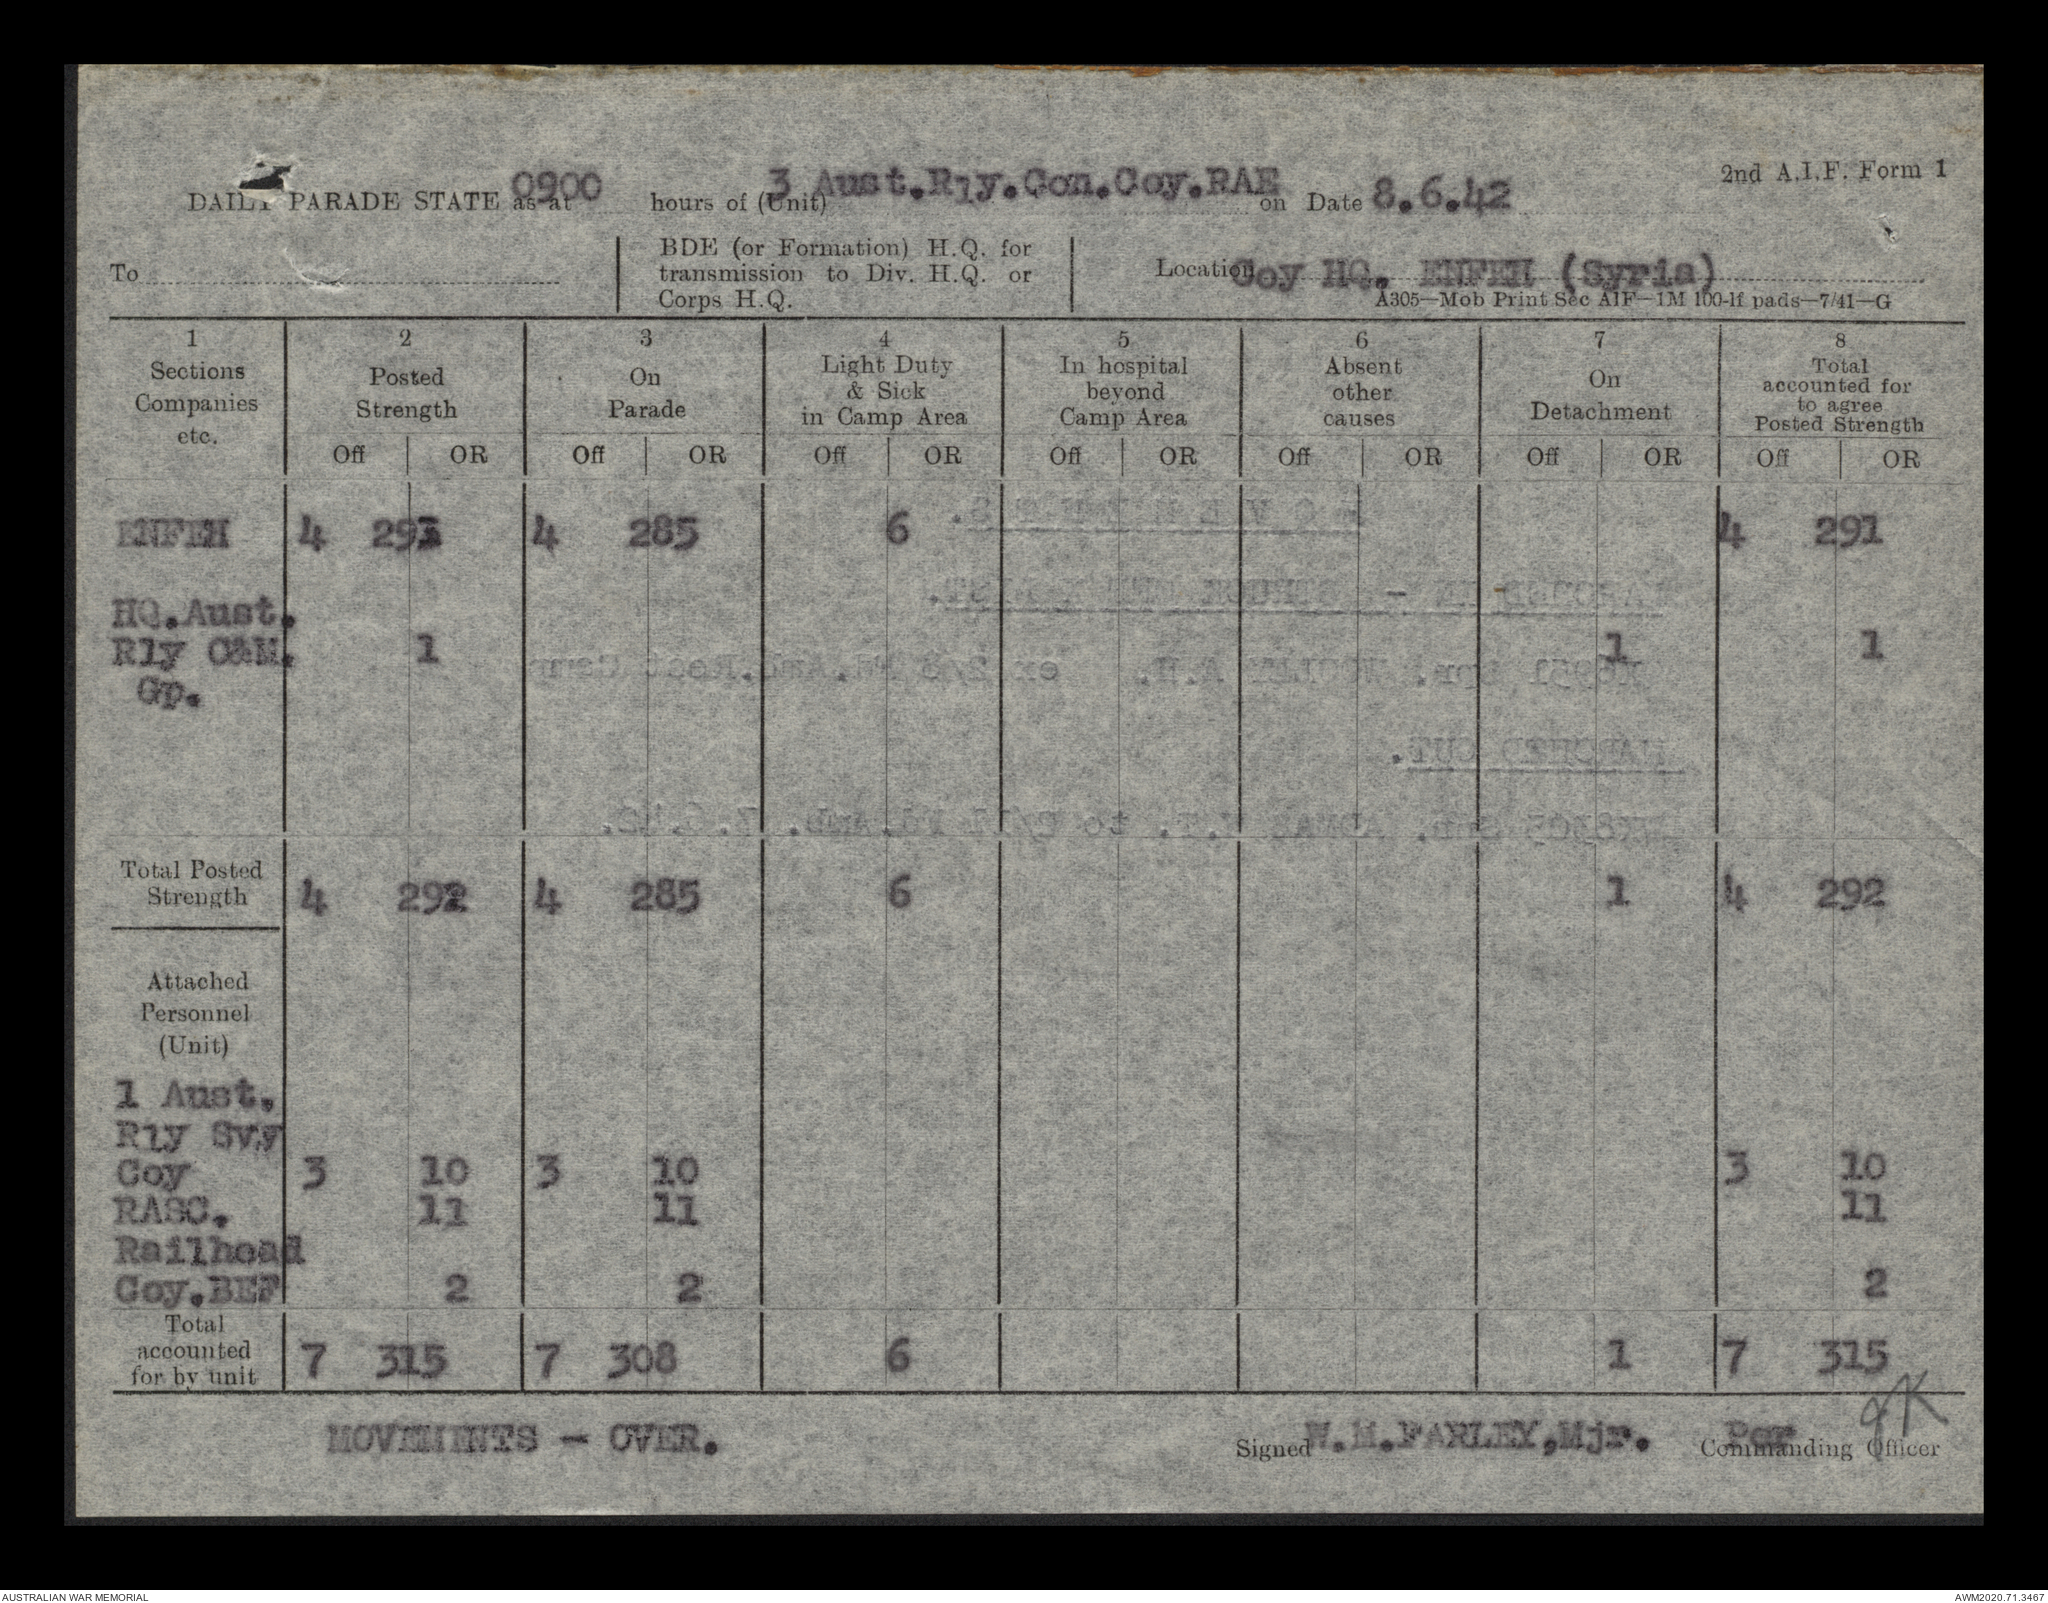 2nd A.I.F. Form 1
DAILY PARADE STATE as at 0900 hours of (Unit) 3 Aust.Rly.Con.Coy.RAE on Date 8.6.42
To BDE (or Formation) H.Q. for transmission to Div. H.Q. or Corps H.Q. Location Coy HQ. ENFEH (Syria)
A305—Mob Print Sec AIF—1M 100-lf pads—7/41—G
1 Sections Companies etc. 2 Posted Strength 3 On Parade 4 Light Duty & Sick in Camp Area 5 In hospital beyond Camp Area 6 Absent other causes 7 On Detachment 8 Total accounted for to agree Posted Strength
Off OR Off OR Off OR Off OR Off OR Off OR Off OR
ENFEH 4 291 4 285 6 4 291
HQ.Aust.
Rly C&M. 1 1 1
Gp.
Total Posted Strength 4 292 4 285 6 1 4 292
Attached
Personnel
(Unit)
1 Aust.
Rly Svy
Coy 3 10 3 10 3 10
RASC. 11 11 11
Railhead
Coy.BEF 2 2 2
Total accounted for by unit 7 315 7 308 6 1 7 315
MOVEMENTS - OVER. Signed W.M.FARLEY,Mjr. Per Commanding Officer
AUSTRALIAN WAR MEMORIAL AWM2020.71.3467